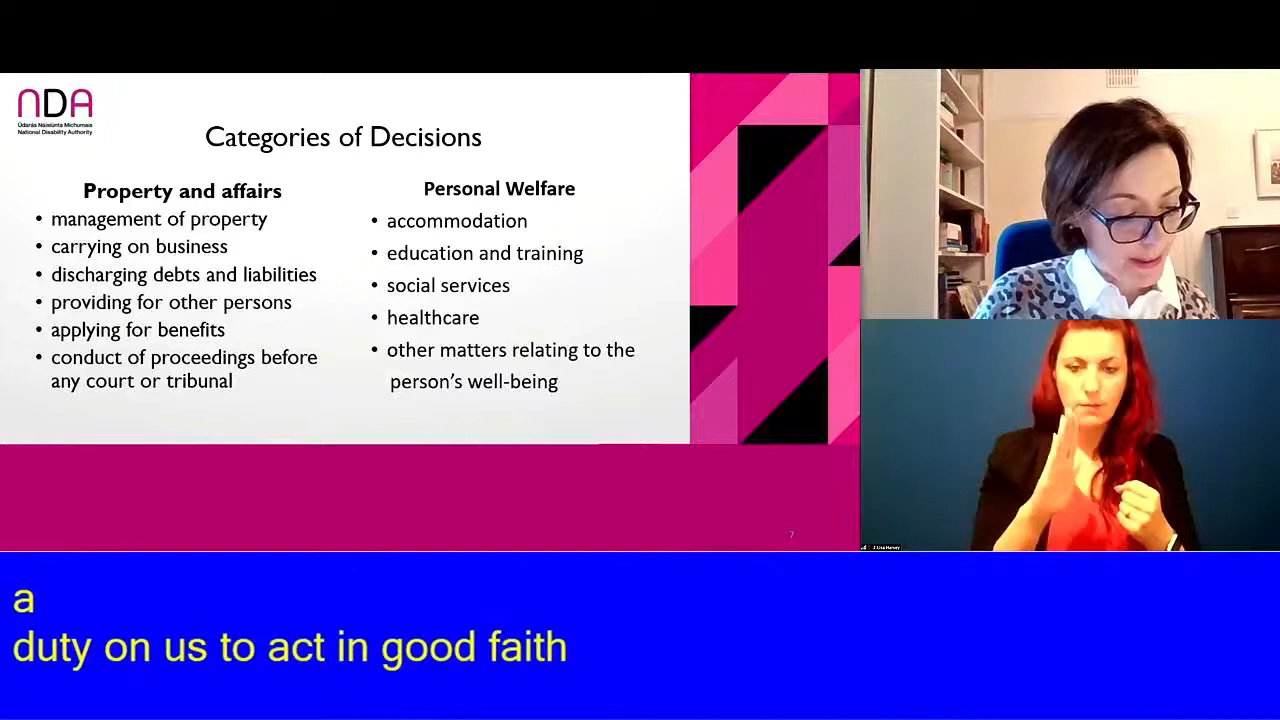 NDA
Údarás Náisiúnta Míchumais
National Disability Authority
Categories of Decisions
Property and affairs
• management of property
• carrying on business
• discharging debts and liabilities
• providing for other persons
• applying for benefits
• conduct of proceedings before
any court or tribunal
Personal Welfare
• accommodation
• education and training
• social services
• healthcare
• other matters relating to the
person's well-being
7
a
duty on us to act in good faith